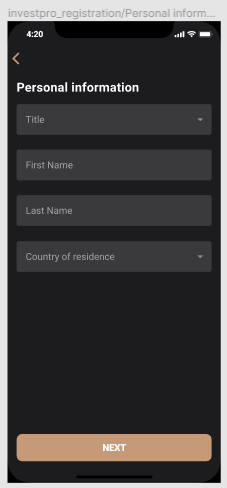 investpro_registration/Personal inform...
4:20
Personal information
Title
First Name
Last Name
Country of residence
NEXT